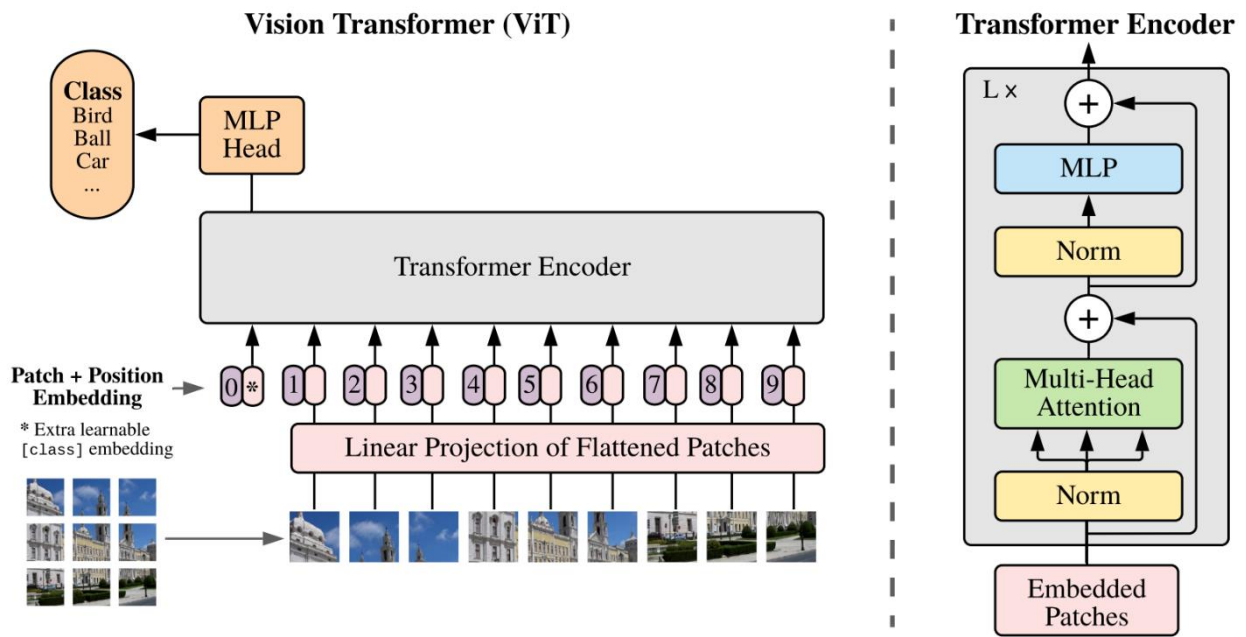 Vision Transformer (ViT)
Class
Bird
Ball
Car
...
MLP
Head
Transformer Encoder
Patch + Position
Embedding
0 * 1 2 3 4 5 6 7 8 9
* Extra learnable
[class] embedding
Linear Projection of Flattened Patches
Transformer Encoder
L ×
+
MLP
Norm
+
Multi-Head
Attention
Norm
Embedded
Patches